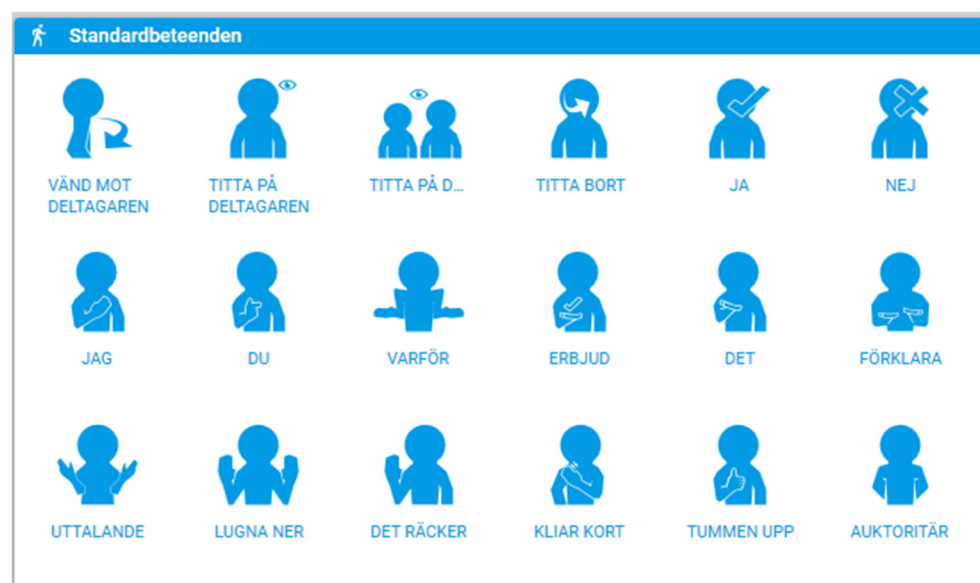 Standardbeteenden
VÄND MOT
DELTAGAREN
TITTA PÅ
DELTAGAREN
TITTA PÅ D...
TITTA BORT
JA
NEJ
JAG
DU
VARFÖR
ERBJUD
DET
FÖRKLARA
UTTALANDE
LUGNA NER
DET RÄCKER
KLIAR KORT
TUMMEN UPP
AUKTORITÄR